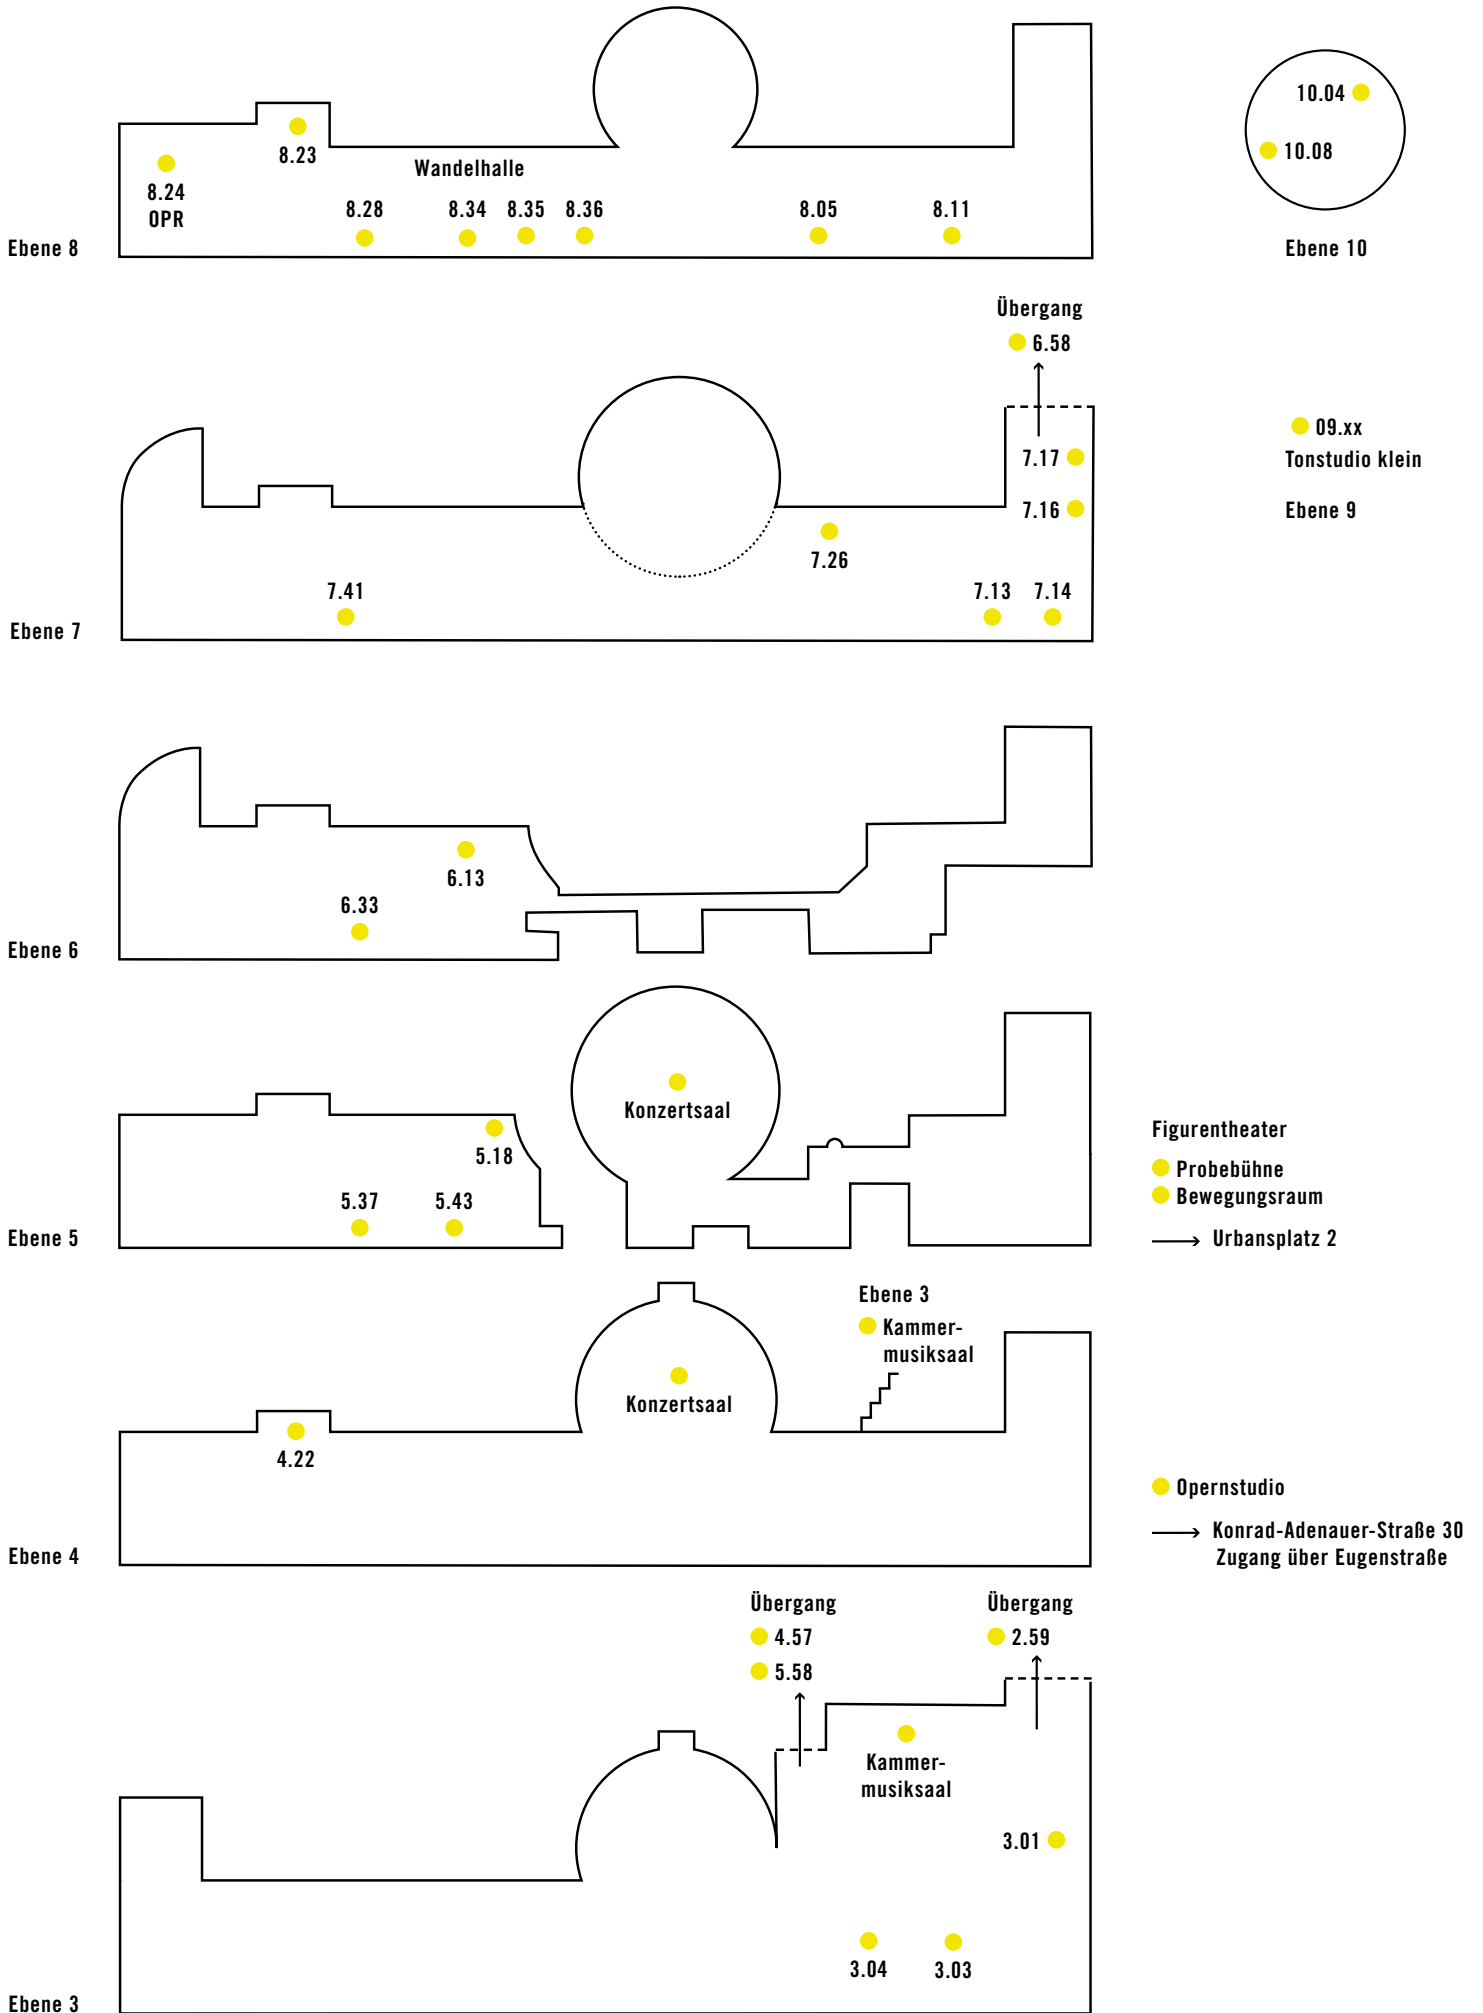 10.04
10.08
8.23
Wandelhalle
8.24
OPR
8.28
8.34
8.35
8.36
8.05
8.11
Ebene 8
Ebene 10
Übergang
6.58
09.xx
7.17
Tonstudio klein
7.16
Ebene 9
7.26
7.41
7.13
7.14
Ebene 7
6.13
6.33
Ebene 6
Konzertsaal
5.18
5.37
5.43
Ebene 5
Figurentheater
Probebühne
Bewegungsraum
Urbansplatz 2
Ebene 3
Kammer-
musiksaal
Konzertsaal
4.22
Ebene 4
Opernstudio
Konrad-Adenauer-Straße 30
Zugang über Eugenstraße
Übergang
4.57
5.58
Übergang
2.59
Kammer-
musiksaal
3.01
3.04
3.03
Ebene 3